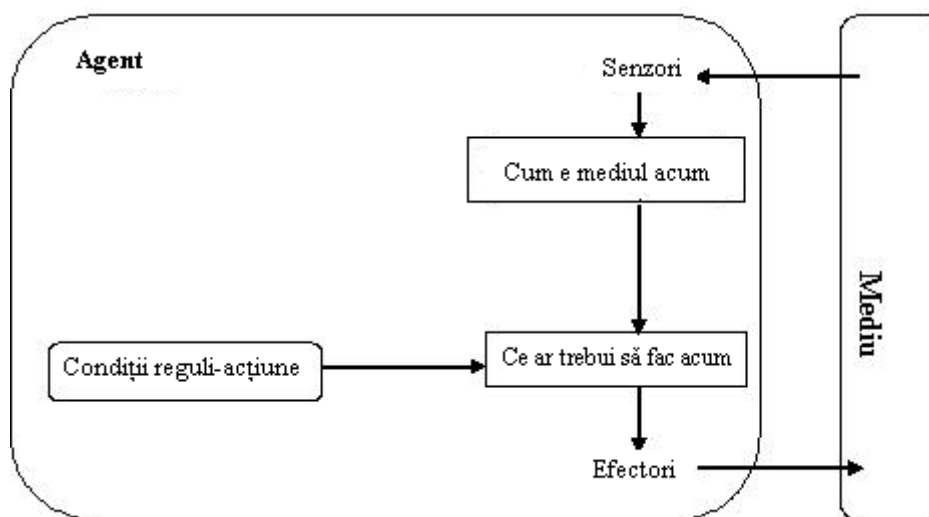 Agent
Senzori
Cum e mediul acum
Mediu
Condiții reguli-acțiune
Ce ar trebui să fac acum
Efectori